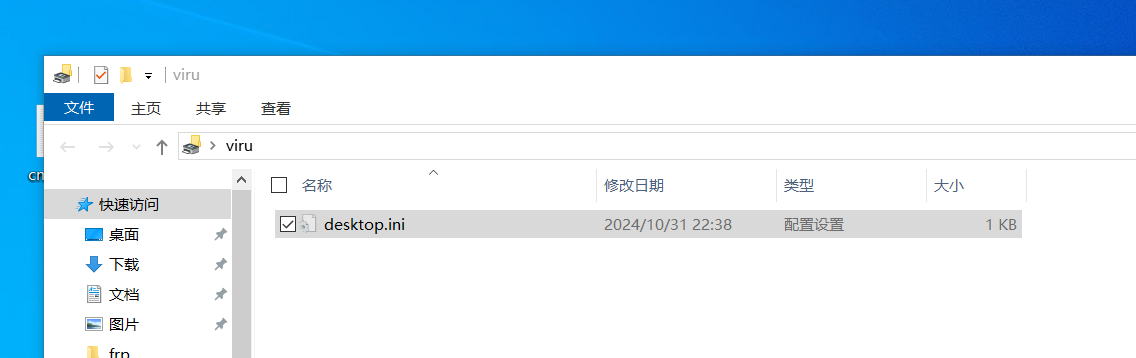 viru
文件 主页 共享 查看
viru
名称 修改日期 类型 大小
快速访问
desktop.ini 2024/10/31 22:38 配置设置 1 KB
桌面
下载
文档
图片
frp